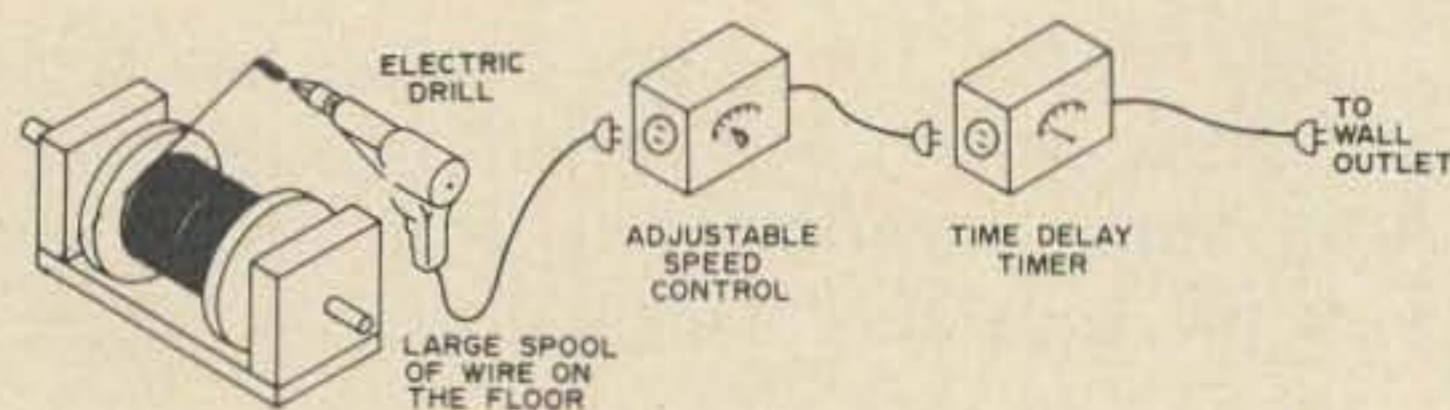 ELECTRIC
DRILL
ADJUSTABLE
SPEED
CONTROL
TIME DELAY
TIMER
TO
WALL
OUTLET
LARGE SPOOL
OF WIRE ON
THE FLOOR